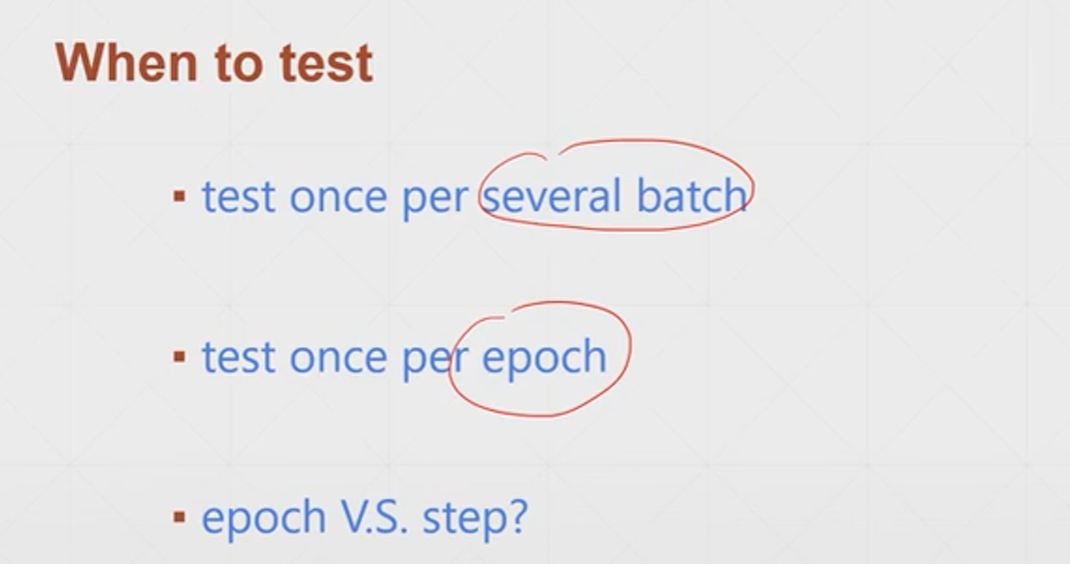 When to test
▪ test once per several batch
▪ test once per epoch
▪ epoch V.S. step?